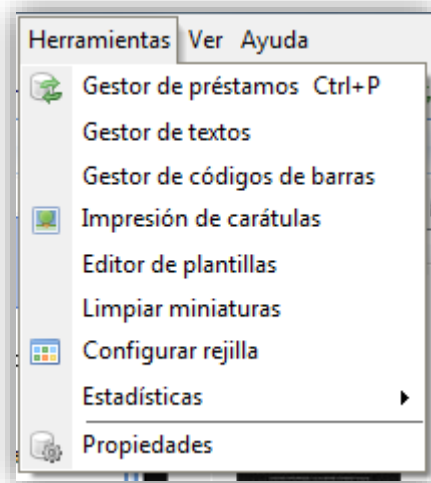 Herramientas Ver Ayuda
Gestor de préstamos Ctrl+P
Gestor de textos
Gestor de códigos de barras
Impresión de carátulas
Editor de plantillas
Limpiar miniaturas
Configurar rejilla
Estadísticas
Propiedades